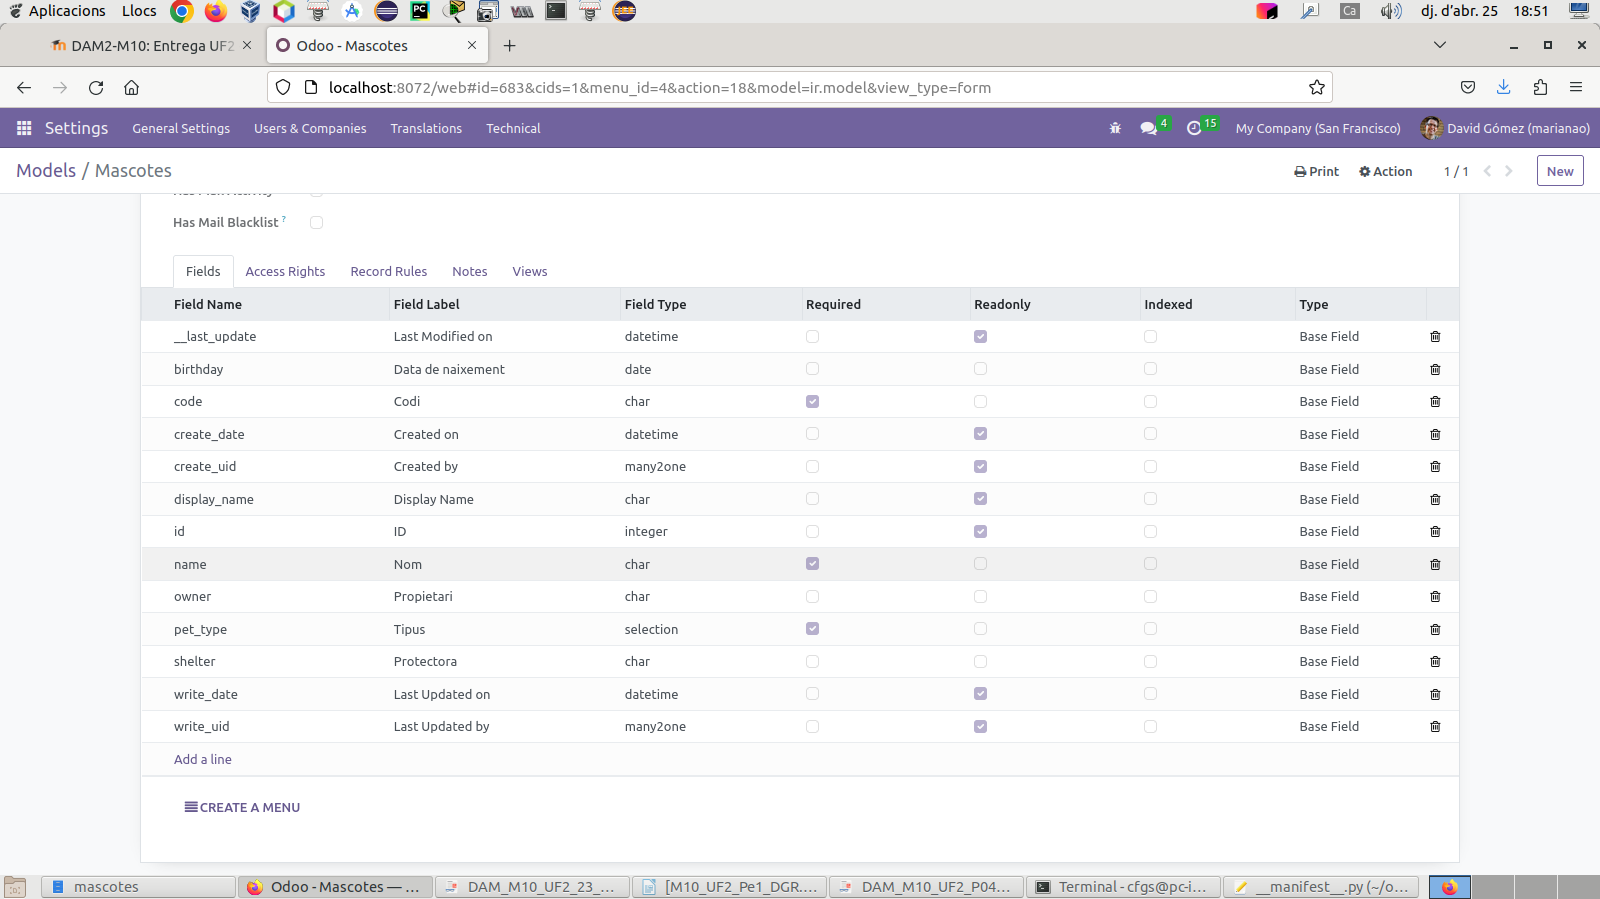 Aplicacions Llocs Ca dj. d'abr. 25 18:51
DAM2-M10: Entrega UF2 Odoo - Mascotes
localhost:8072/web#id=683&cids=1&menu_id=4&action=18&model=ir.model&view_type=form
Settings General Settings Users & Companies Translations Technical 4 15 My Company (San Francisco) David Gómez (marianao)
Models / Mascotes Print Action 1 / 1 New
Has Mail Blacklist ?
Fields Access Rights Record Rules Notes Views
Field Name Field Label Field Type Required Readonly Indexed Type
__last_update Last Modified on datetime Base Field
birthday Data de naixement date Base Field
code Codi char Base Field
create_date Created on datetime Base Field
create_uid Created by many2one Base Field
display_name Display Name char Base Field
id ID integer Base Field
name Nom char Base Field
owner Propietari char Base Field
pet_type Tipus selection Base Field
shelter Protectora char Base Field
write_date Last Updated on datetime Base Field
write_uid Last Updated by many2one Base Field
Add a line
CREATE A MENU
mascotes Odoo - Mascotes — ... DAM_M10_UF2_23_... [M10_UF2_Pe1_DGR.... DAM_M10_UF2_P04... Terminal - cfgs@pc-i... __manifest__.py (~/o...